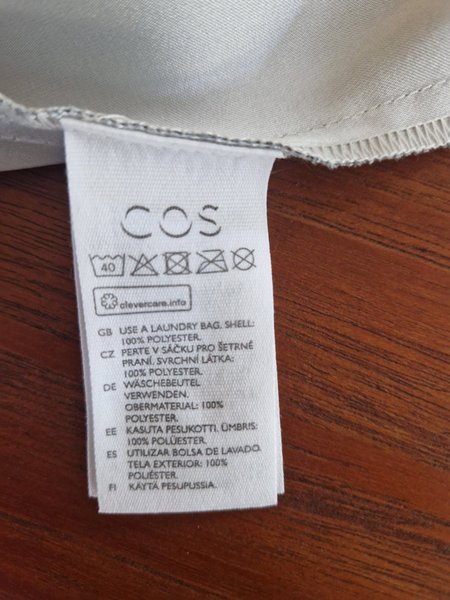 COS
40
clevercare.info
GB USE A LAUNDRY BAG. SHELL:
100% POLYESTER.
CZ PERTE V SÁČKU PRO ŠETRNÉ
PRANÍ. SVRCHNÍ LÁTKA:
100% POLYESTER.
DE WÄSCHEBEUTEL
VERWENDEN.
OBERMATERIAL: 100%
POLYESTER.
EE KASUTA PESUKOTTI. ÜMBRIS:
100% POLÜESTER.
ES UTILIZAR BOLSA DE LAVADO.
TELA EXTERIOR: 100%
POLIÉSTER.
FI KÄYTÄ PESUPUSSIA.